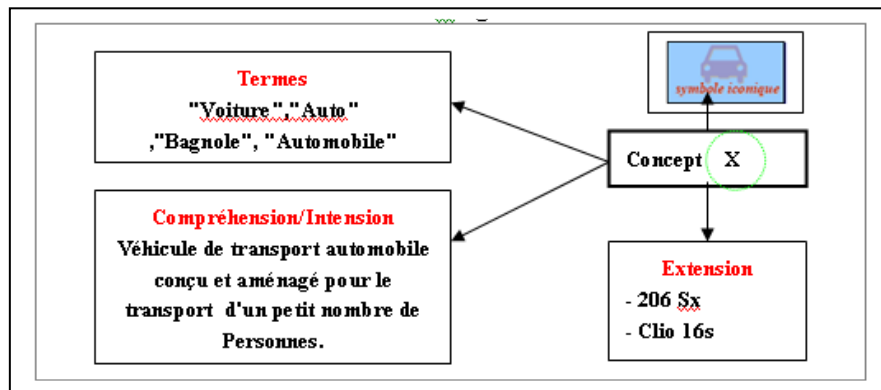 Termes
"Voiture","Auto"
,"Bagnole", "Automobile"
symbole iconique
Concept X
Compréhension/Intension
Véhicule de transport automobile
conçu et aménagé pour le
transport d'un petit nombre de
Personnes.
Extension
- 206 Sx
- Clio 16s